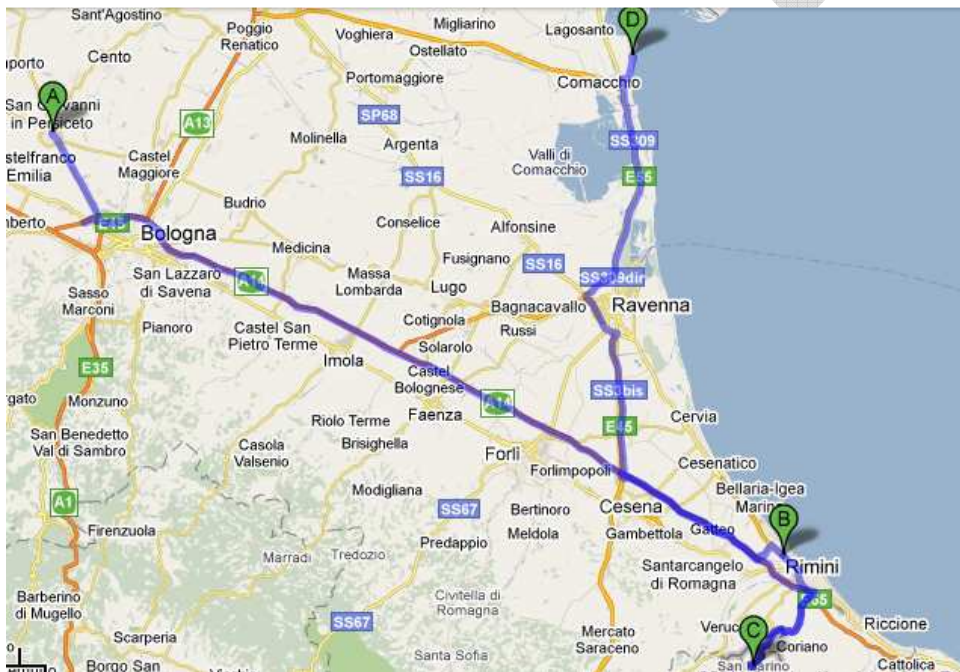 Sant'Agostino
Poggio
Renatico
Voghiera
Migliarino
Lagosanto
D
Ostellato
Cento
Portomaggiore
Comacchio
A
San Giovanni
in Persiceto
A13
SP68
Molinella
Argenta
SS309
Castel
Maggiore
Valli di
Comacchio
E55
Emilia
SS16
Budrio
Conselice
Alfonsine
Bologna
Medicina
Fusignano
SS16
San Lazzaro
di Savena
A14
Massa
Lombarda
Lugo
SS309dir
Sasso
Marconi
Bagnacavallo
Ravenna
Pianoro
Castel San
Pietro Terme
Cotignola
Russi
Imola
Solarolo
E35
Castel
Bolognese
SS3bis
Monzuno
A14
Faenza
Cervia
Riolo Terme
E45
San Benedetto
Val di Sambro
Casola
Valsenio
Brisighella
Forlì
Forlimpopoli
Cesenatico
Modigliana
Bellaria-Igea
Marina
A1
SS67
Bertinoro
Cesena
B
Firenzuola
Predappio
Meldola
Gambettola
Gatteo
Marradi
Tredozio
Santarcangelo
di Romagna
Rimini
Barberino
di Mugello
Civitella di
Romagna
SS67
Scarperia
Mercato
Saraceno
C
Coriano
Riccione
Santa Sofia
San Marino
Cattolica
Borgo San